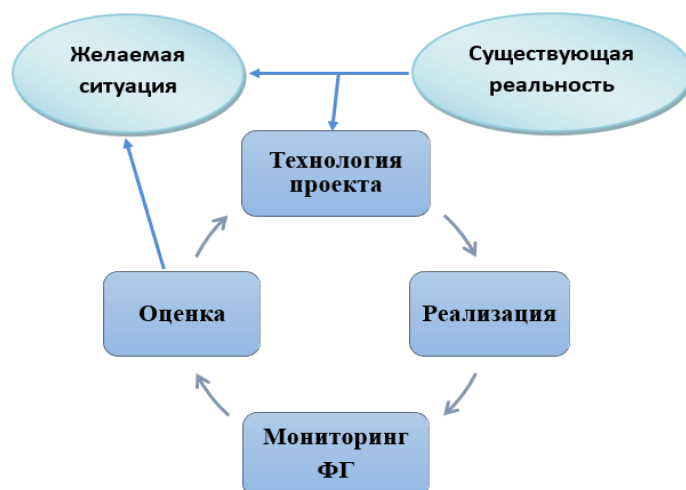 Желаемая
ситуация
Существующая
реальность
Технология
проекта
Оценка
Реализация
Мониторинг
ФГ